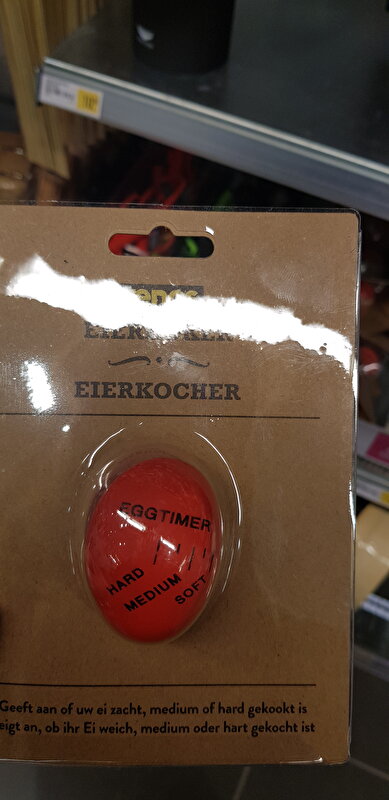 EIERKOCHER
EGGTIMER
HARD
MEDIUM
SOFT
Geeft aan of uw ei zacht, medium of hard gekookt is
eigt an, ob ihr Ei weich, medium oder hart gekocht ist